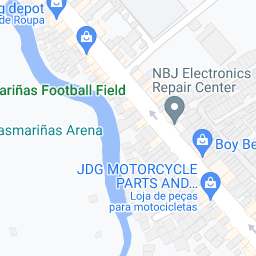 g depot
de Roupa
NBJ Electronics
Repair Center
ariñas Football Field
asmariñas Arena
Boy Be
JDG MOTORCYCLE
PARTS AND...
Loja de peças
para motocicletas